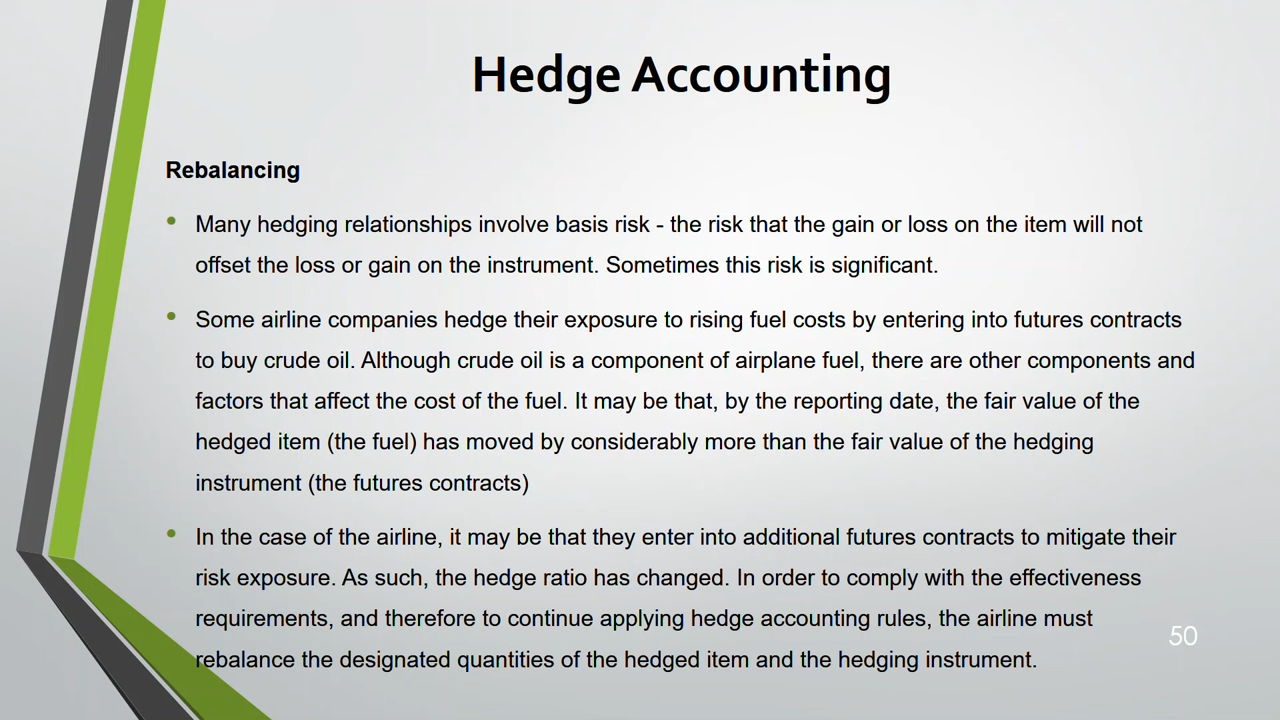 Hedge Accounting
Rebalancing
• Many hedging relationships involve basis risk - the risk that the gain or loss on the item will not
offset the loss or gain on the instrument. Sometimes this risk is significant.
• Some airline companies hedge their exposure to rising fuel costs by entering into futures contracts
to buy crude oil. Although crude oil is a component of airplane fuel, there are other components and
factors that affect the cost of the fuel. It may be that, by the reporting date, the fair value of the
hedged item (the fuel) has moved by considerably more than the fair value of the hedging
instrument (the futures contracts)
• In the case of the airline, it may be that they enter into additional futures contracts to mitigate their
risk exposure. As such, the hedge ratio has changed. In order to comply with the effectiveness
requirements, and therefore to continue applying hedge accounting rules, the airline must
rebalance the designated quantities of the hedged item and the hedging instrument.
50